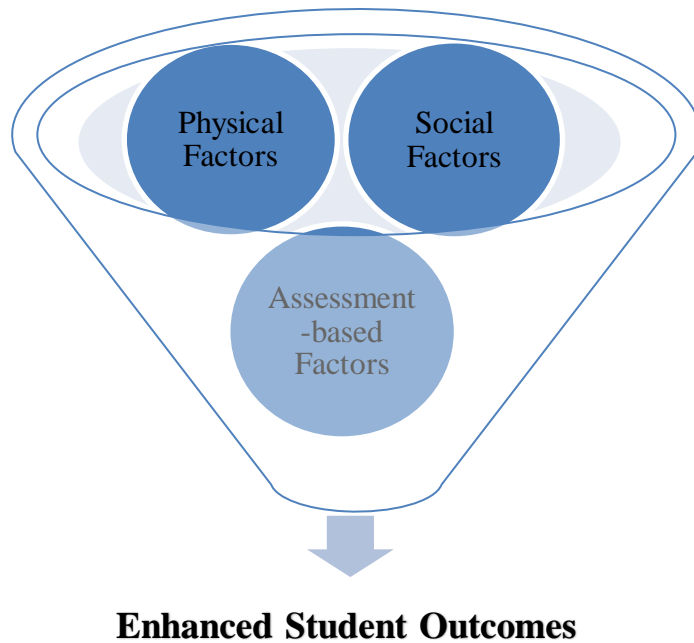 Physical
Factors
Social
Factors
Assessment
-based
Factors
Enhanced Student Outcomes